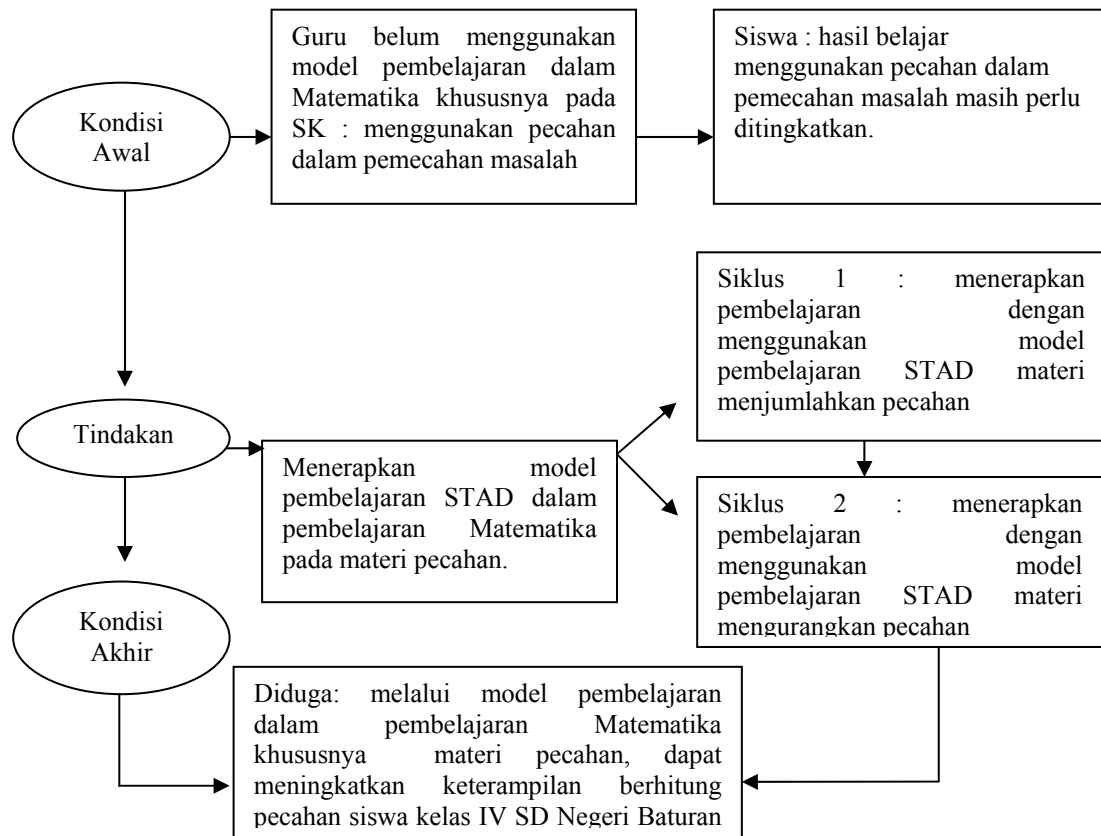 Kondisi
Awal
Guru belum menggunakan
model pembelajaran dalam
Matematika khususnya pada
SK : menggunakan pecahan
dalam pemecahan masalah
Siswa : hasil belajar
menggunakan pecahan dalam
pemecahan masalah masih perlu
ditingkatkan.
Tindakan
Menerapkan model
pembelajaran STAD dalam
pembelajaran Matematika
pada materi pecahan.
Siklus 1 : menerapkan
pembelajaran dengan
menggunakan model
pembelajaran STAD materi
menjumlahkan pecahan
Siklus 2 : menerapkan
pembelajaran dengan
menggunakan model
pembelajaran STAD materi
mengurangkan pecahan
Kondisi
Akhir
Diduga: melalui model pembelajaran
dalam pembelajaran Matematika
khususnya materi pecahan, dapat
meningkatkan keterampilan berhitung
pecahan siswa kelas IV SD Negeri Baturan